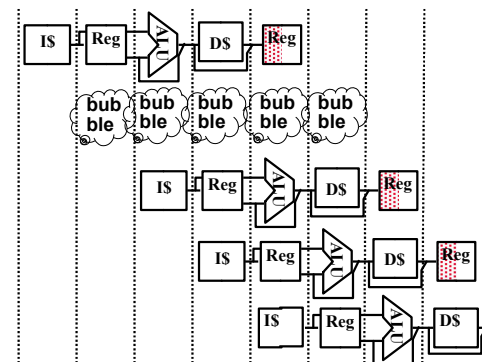 I$ Reg ALU D$ Reg
bub bub bub bub bub
ble ble ble ble ble
I$ Reg ALU D$ Reg
I$ Reg ALU D$ Reg
I$ Reg ALU D$